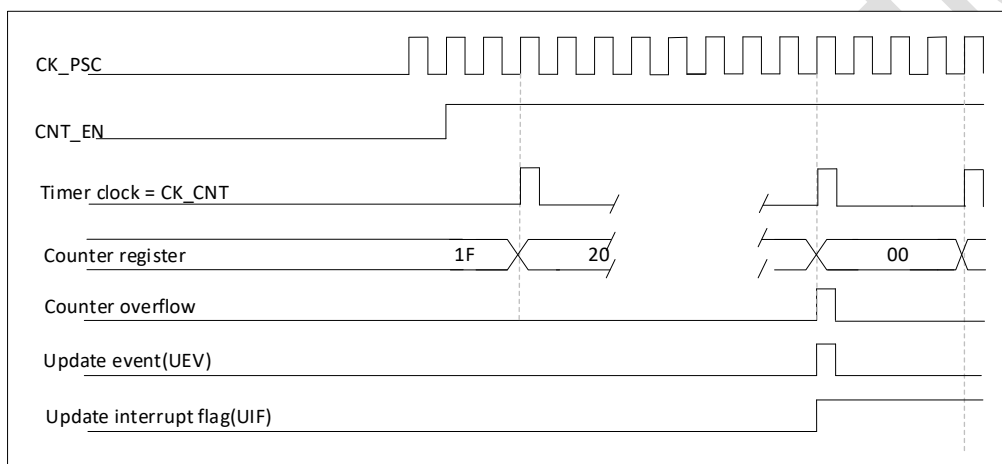 CK_PSC
CNT_EN
Timer clock = CK_CNT
Counter register 1F 20 00
Counter overflow
Update event(UEV)
Update interrupt flag(UIF)